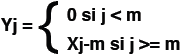 Yj = { 0 si j < m
Xj-m si j >= m